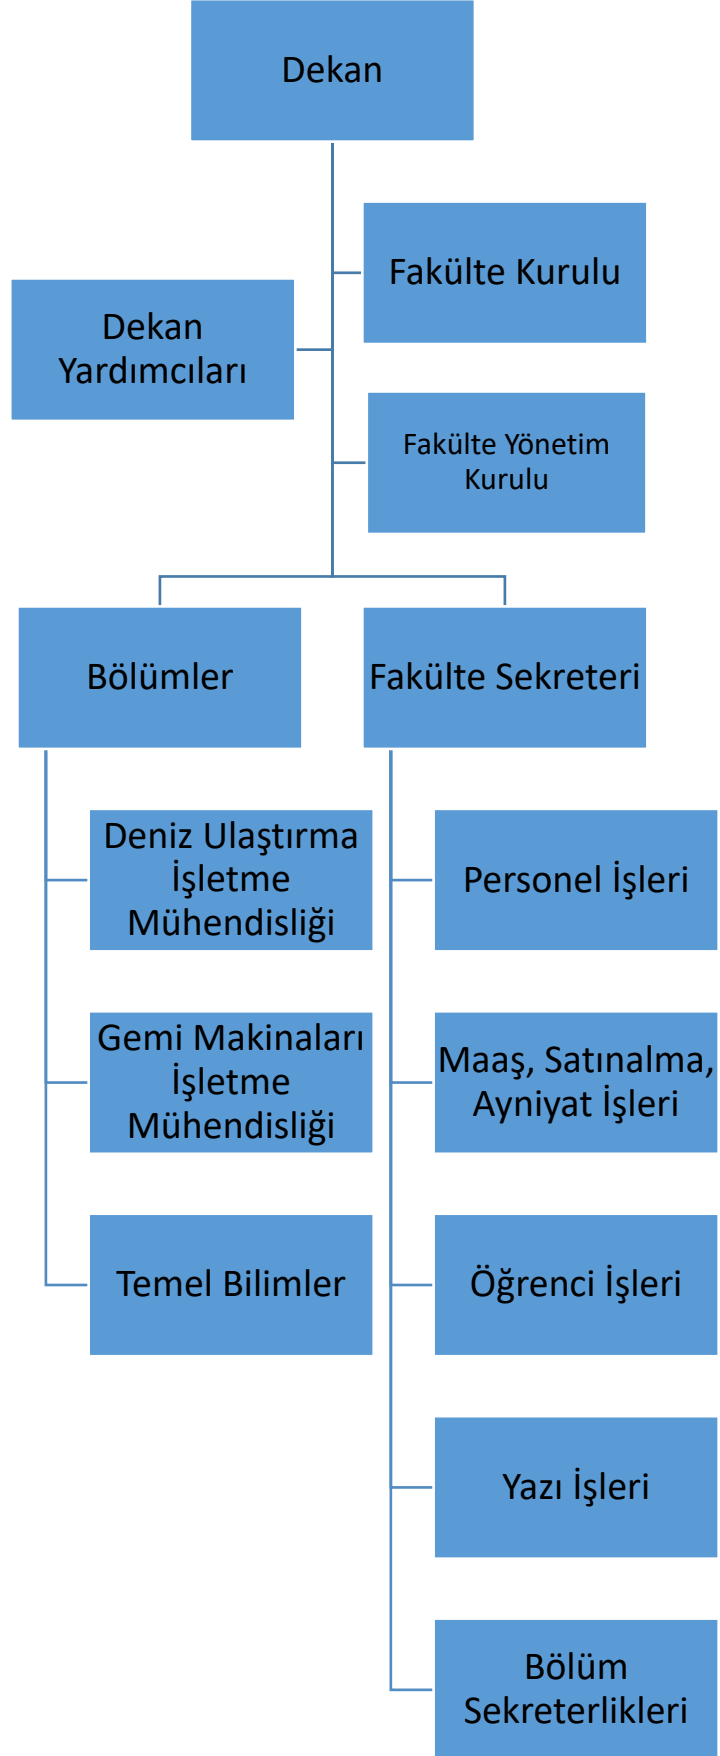 Dekan
Fakülte Kurulu
Dekan
Yardımcıları
Fakülte Yönetim
Kurulu
Bölümler
Fakülte Sekreteri
Deniz Ulaştırma
İşletme
Mühendisliği
Personel İşleri
Gemi Makinaları
İşletme
Mühendisliği
Maaş, Satınalma,
Ayniyat İşleri
Temel Bilimler
Öğrenci İşleri
Yazı İşleri
Bölüm
Sekreterlikleri